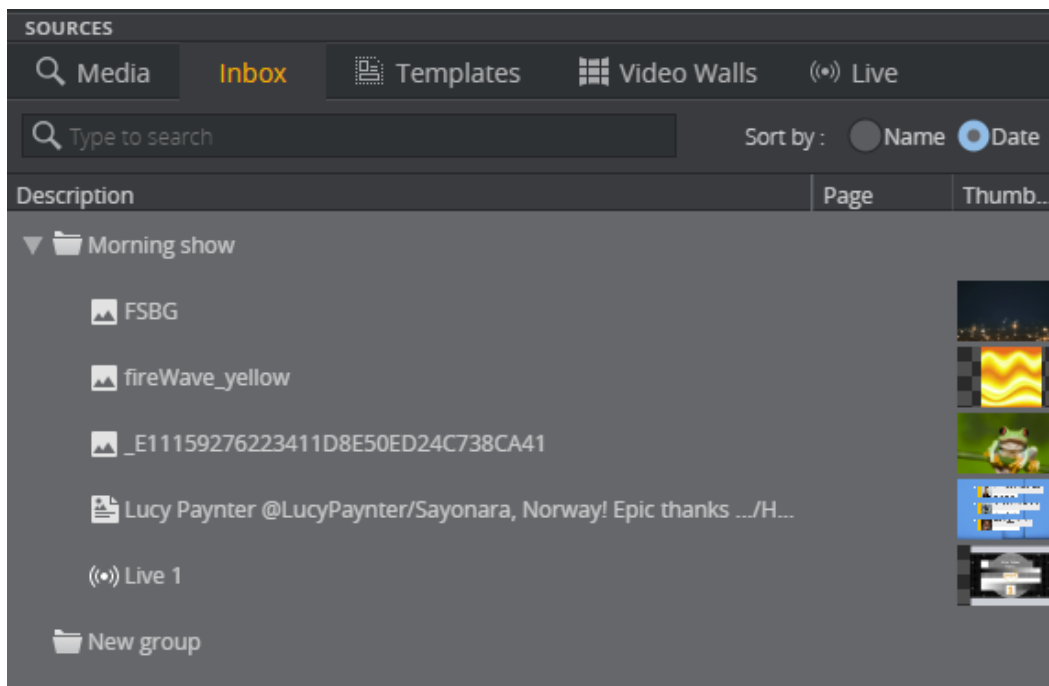 SOURCES
Media Inbox Templates Video Walls Live
Type to search Sort by : Name Date
Description Page Thumb...
Morning show
FSBG
fireWave_yellow
_E11159276223411D8E50ED24C738CA41
Lucy Paynter @LucyPaynter/Sayonara, Norway! Epic thanks .../H...
Live 1
New group